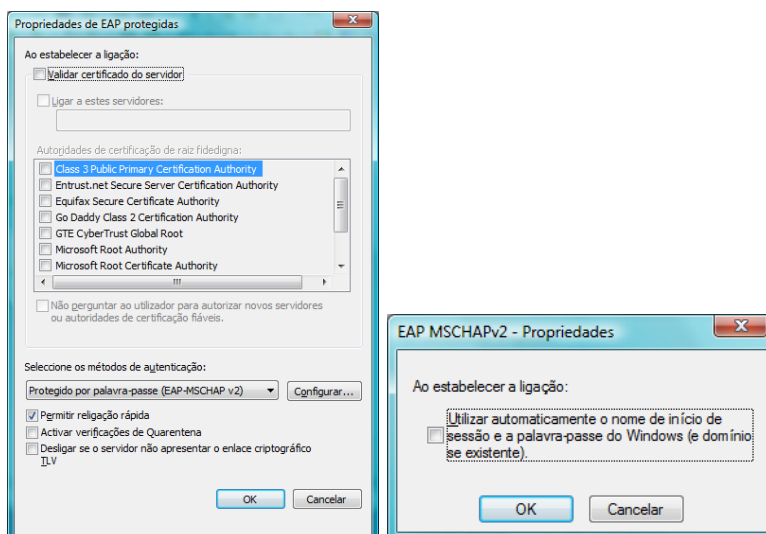 Propriedades de EAP protegidas
Ao estabelecer a ligação:
Validar certificado do servidor
Ligar a estes servidores:
Autoridades de certificação de raiz fidedigna:
Class 3 Public Primary Certification Authority
Entrust.net Secure Server Certification Authority
Equifax Secure Certificate Authority
Go Daddy Class 2 Certification Authority
GTE CyberTrust Global Root
Microsoft Root Authority
Microsoft Root Certificate Authority
Não perguntar ao utilizador para autorizar novos servidores
ou autoridades de certificação fiáveis.
Seleccione os métodos de autenticação:
Protegido por palavra-passe (EAP-MSCHAP v2)
Configurar...
Permitir religação rápida
Activar verificações de Quarentena
Desligar se o servidor não apresentar o enlace criptográfico
TLV
OK
Cancelar
EAP MSCHAPv2 - Propriedades
Ao estabelecer a ligação:
Utilizar automaticamente o nome de início de
sessão e a palavra-passe do Windows (e domínio
se existente).
OK
Cancelar